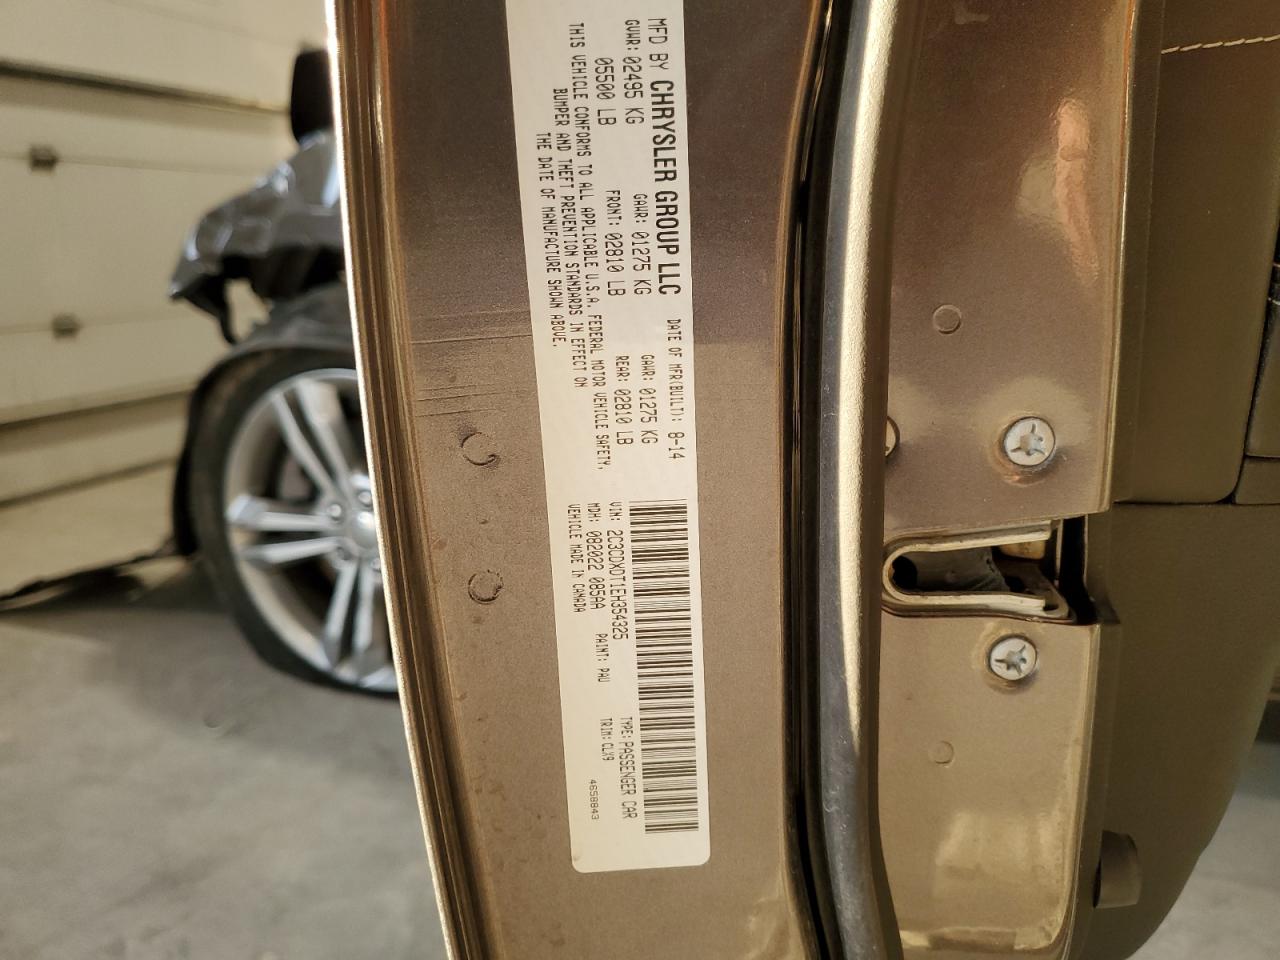 MFD BY CHRYSLER GROUP LLC DATE OF MFR(BUILT): 8-14
GVWR: 02495 KG GAWR: 01275 KG GAWR: 01275 KG
05500 LB FRONT: 02810 LB REAR: 02810 LB
THIS VEHICLE CONFORMS TO ALL APPLICABLE U.S.A. FEDERAL MOTOR VEHICLE SAFETY,
BUMPER AND THEFT PREVENTION STANDARDS IN EFFECT ON
THE DATE OF MANUFACTURE SHOWN ABOVE.
VIN: 2C3CDXDT1EH354325 TYPE: PASSENGER CAR
MDH: 082022 085AA PAINT: PAU TRIM: CLX9
VEHICLE MADE IN CANADA 4658843